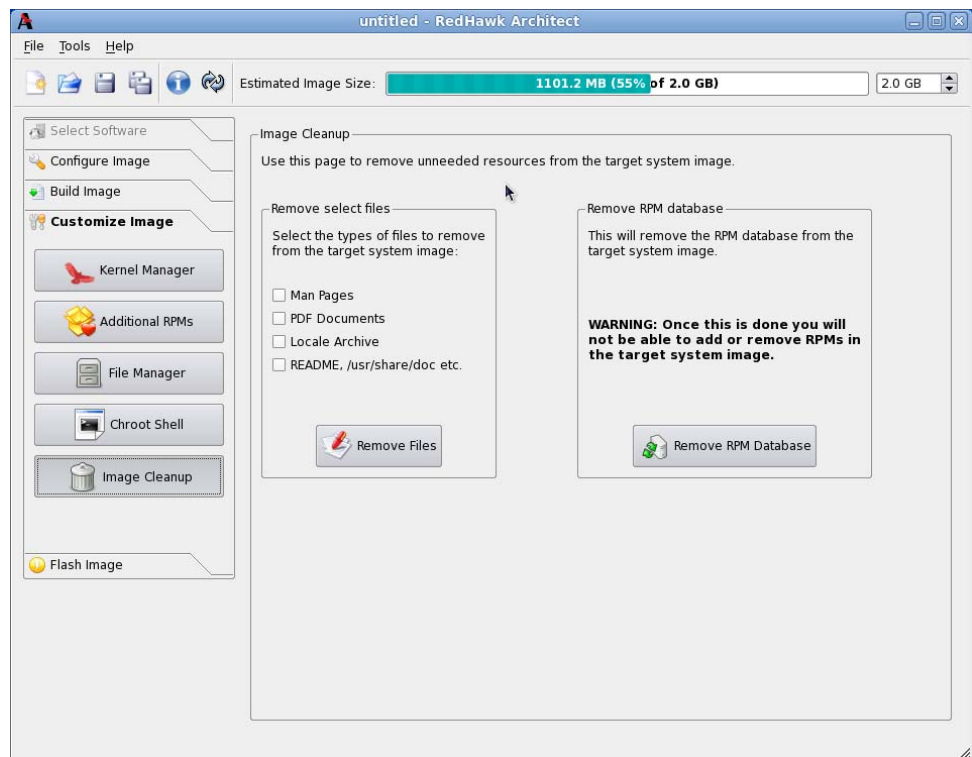 untitled - RedHawk Architect
File Tools Help
Estimated Image Size: 1101.2 MB (55% of 2.0 GB) 2.0 GB
Select Software
Configure Image
Build Image
Customize Image
Kernel Manager
Additional RPMs
File Manager
Chroot Shell
Image Cleanup
Flash Image
Image Cleanup
Use this page to remove unneeded resources from the target system image.
Remove select files
Select the types of files to remove
from the target system image:
Man Pages
PDF Documents
Locale Archive
README, /usr/share/doc etc.
Remove Files
Remove RPM database
This will remove the RPM database from the
target system image.
WARNING: Once this is done you will
not be able to add or remove RPMs in
the target system image.
Remove RPM Database